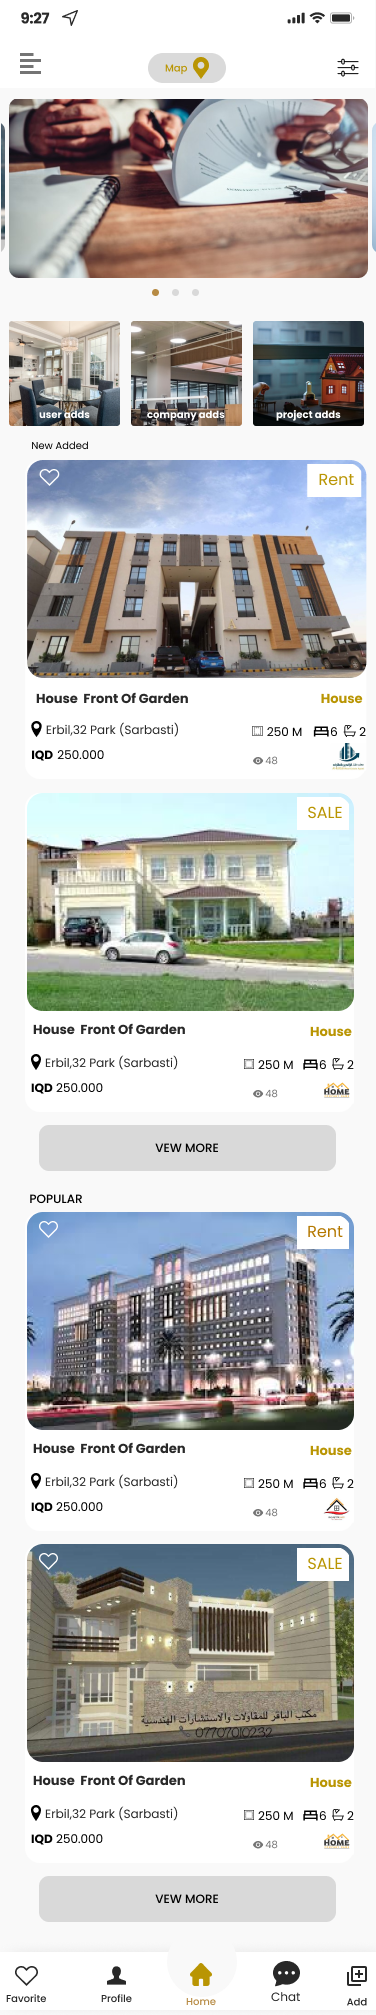 9:27
Map
user adds
company adds
project adds
New Added
Rent
House Front Of Garden
House
Erbil,32 Park (Sarbasti)
250 M 6 2
IQD 250.000
48
SALE
House Front Of Garden
House
Erbil,32 Park (Sarbasti)
250 M 6 2
IQD 250.000
48
HOME
VEW MORE
POPULAR
Rent
House Front Of Garden
House
Erbil,32 Park (Sarbasti)
250 M 6 2
IQD 250.000
48
SALE
مكتب الباقر للمقاولات والاستشارات الهندسية
07707010232
House Front Of Garden
House
Erbil,32 Park (Sarbasti)
250 M 6 2
IQD 250.000
48
HOME
VEW MORE
Favorite
Profile
Home
Chat
Add